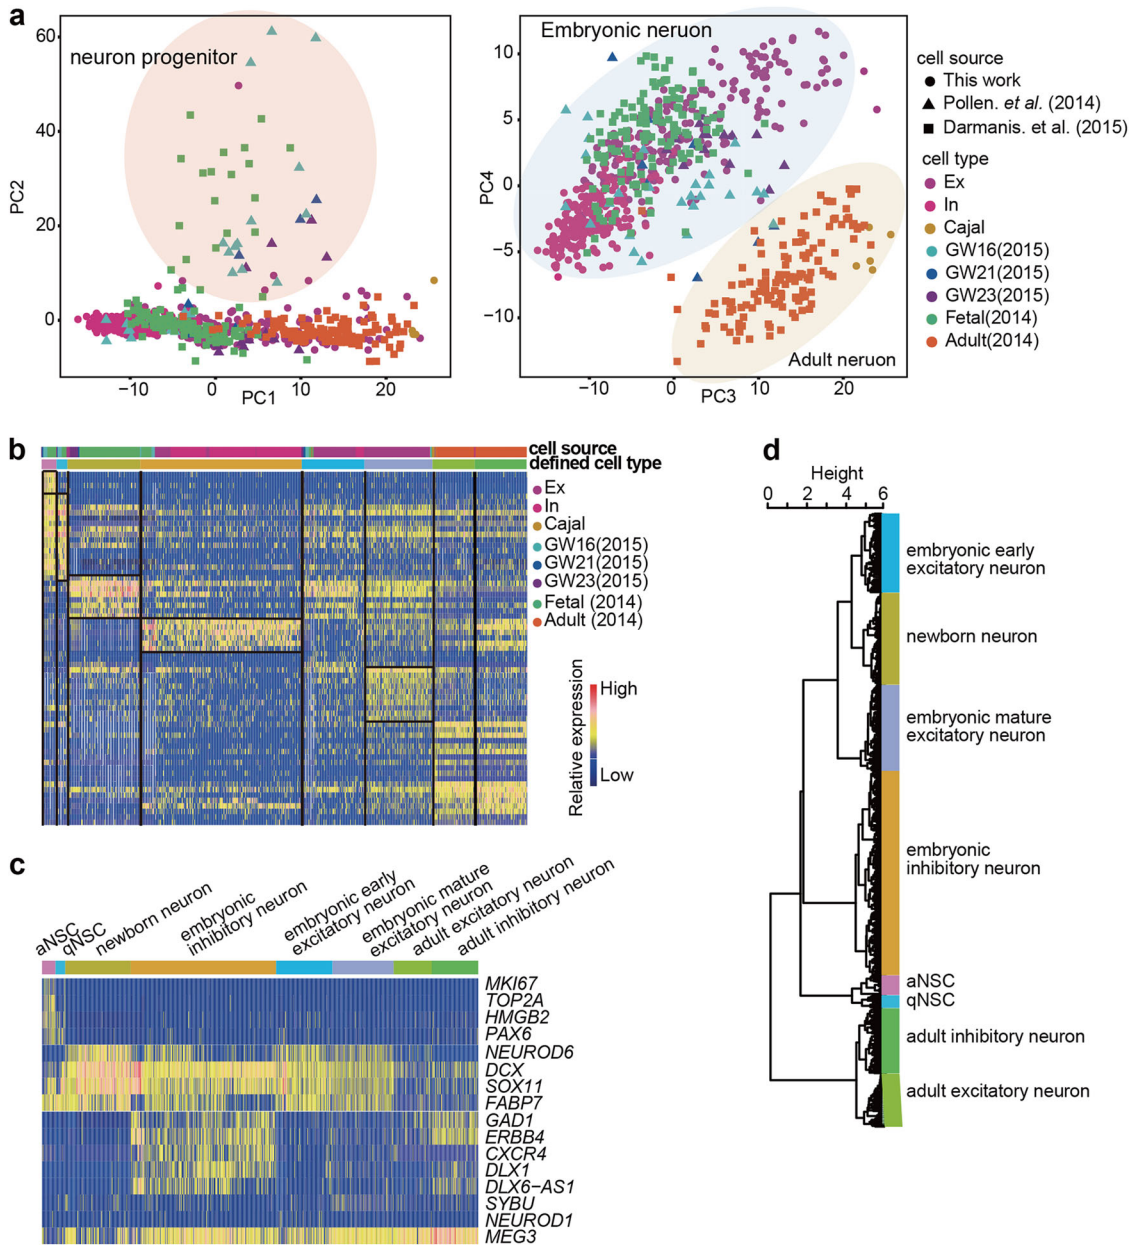 a
60
40
20
0
PC2
neuron progenitor
−10
0
10
20
PC1
10
5
0
−5
−10
PC4
Embryonic neruon
Adult neruon
−10
0
10
20
PC3
cell source
This work
Pollen. et al. (2014)
Darmanis. et al. (2015)
cell type
Ex
In
Cajal
GW16(2015)
GW21(2015)
GW23(2015)
Fetal(2014)
Adult(2014)
b
cell source
defined cell type
Ex
In
Cajal
GW16(2015)
GW21(2015)
GW23(2015)
Fetal (2014)
Adult (2014)
Relative expression
High
Low
c
aNSC
qNSC
newborn neuron
embryonic
inhibitory neuron
embryonic early
excitatory neuron
embryonic mature
excitatory neuron
adult excitatory neuron
adult inhibitory neuron
MKI67
TOP2A
HMGB2
PAX6
NEUROD6
DCX
SOX11
FABP7
GAD1
ERBB4
CXCR4
DLX1
DLX6−AS1
SYBU
NEUROD1
MEG3
d
Height
0 2 4 6
embryonic early
excitatory neuron
newborn neuron
embryonic mature
excitatory neuron
embryonic
inhibitory neuron
aNSC
qNSC
adult inhibitory neuron
adult excitatory neuron